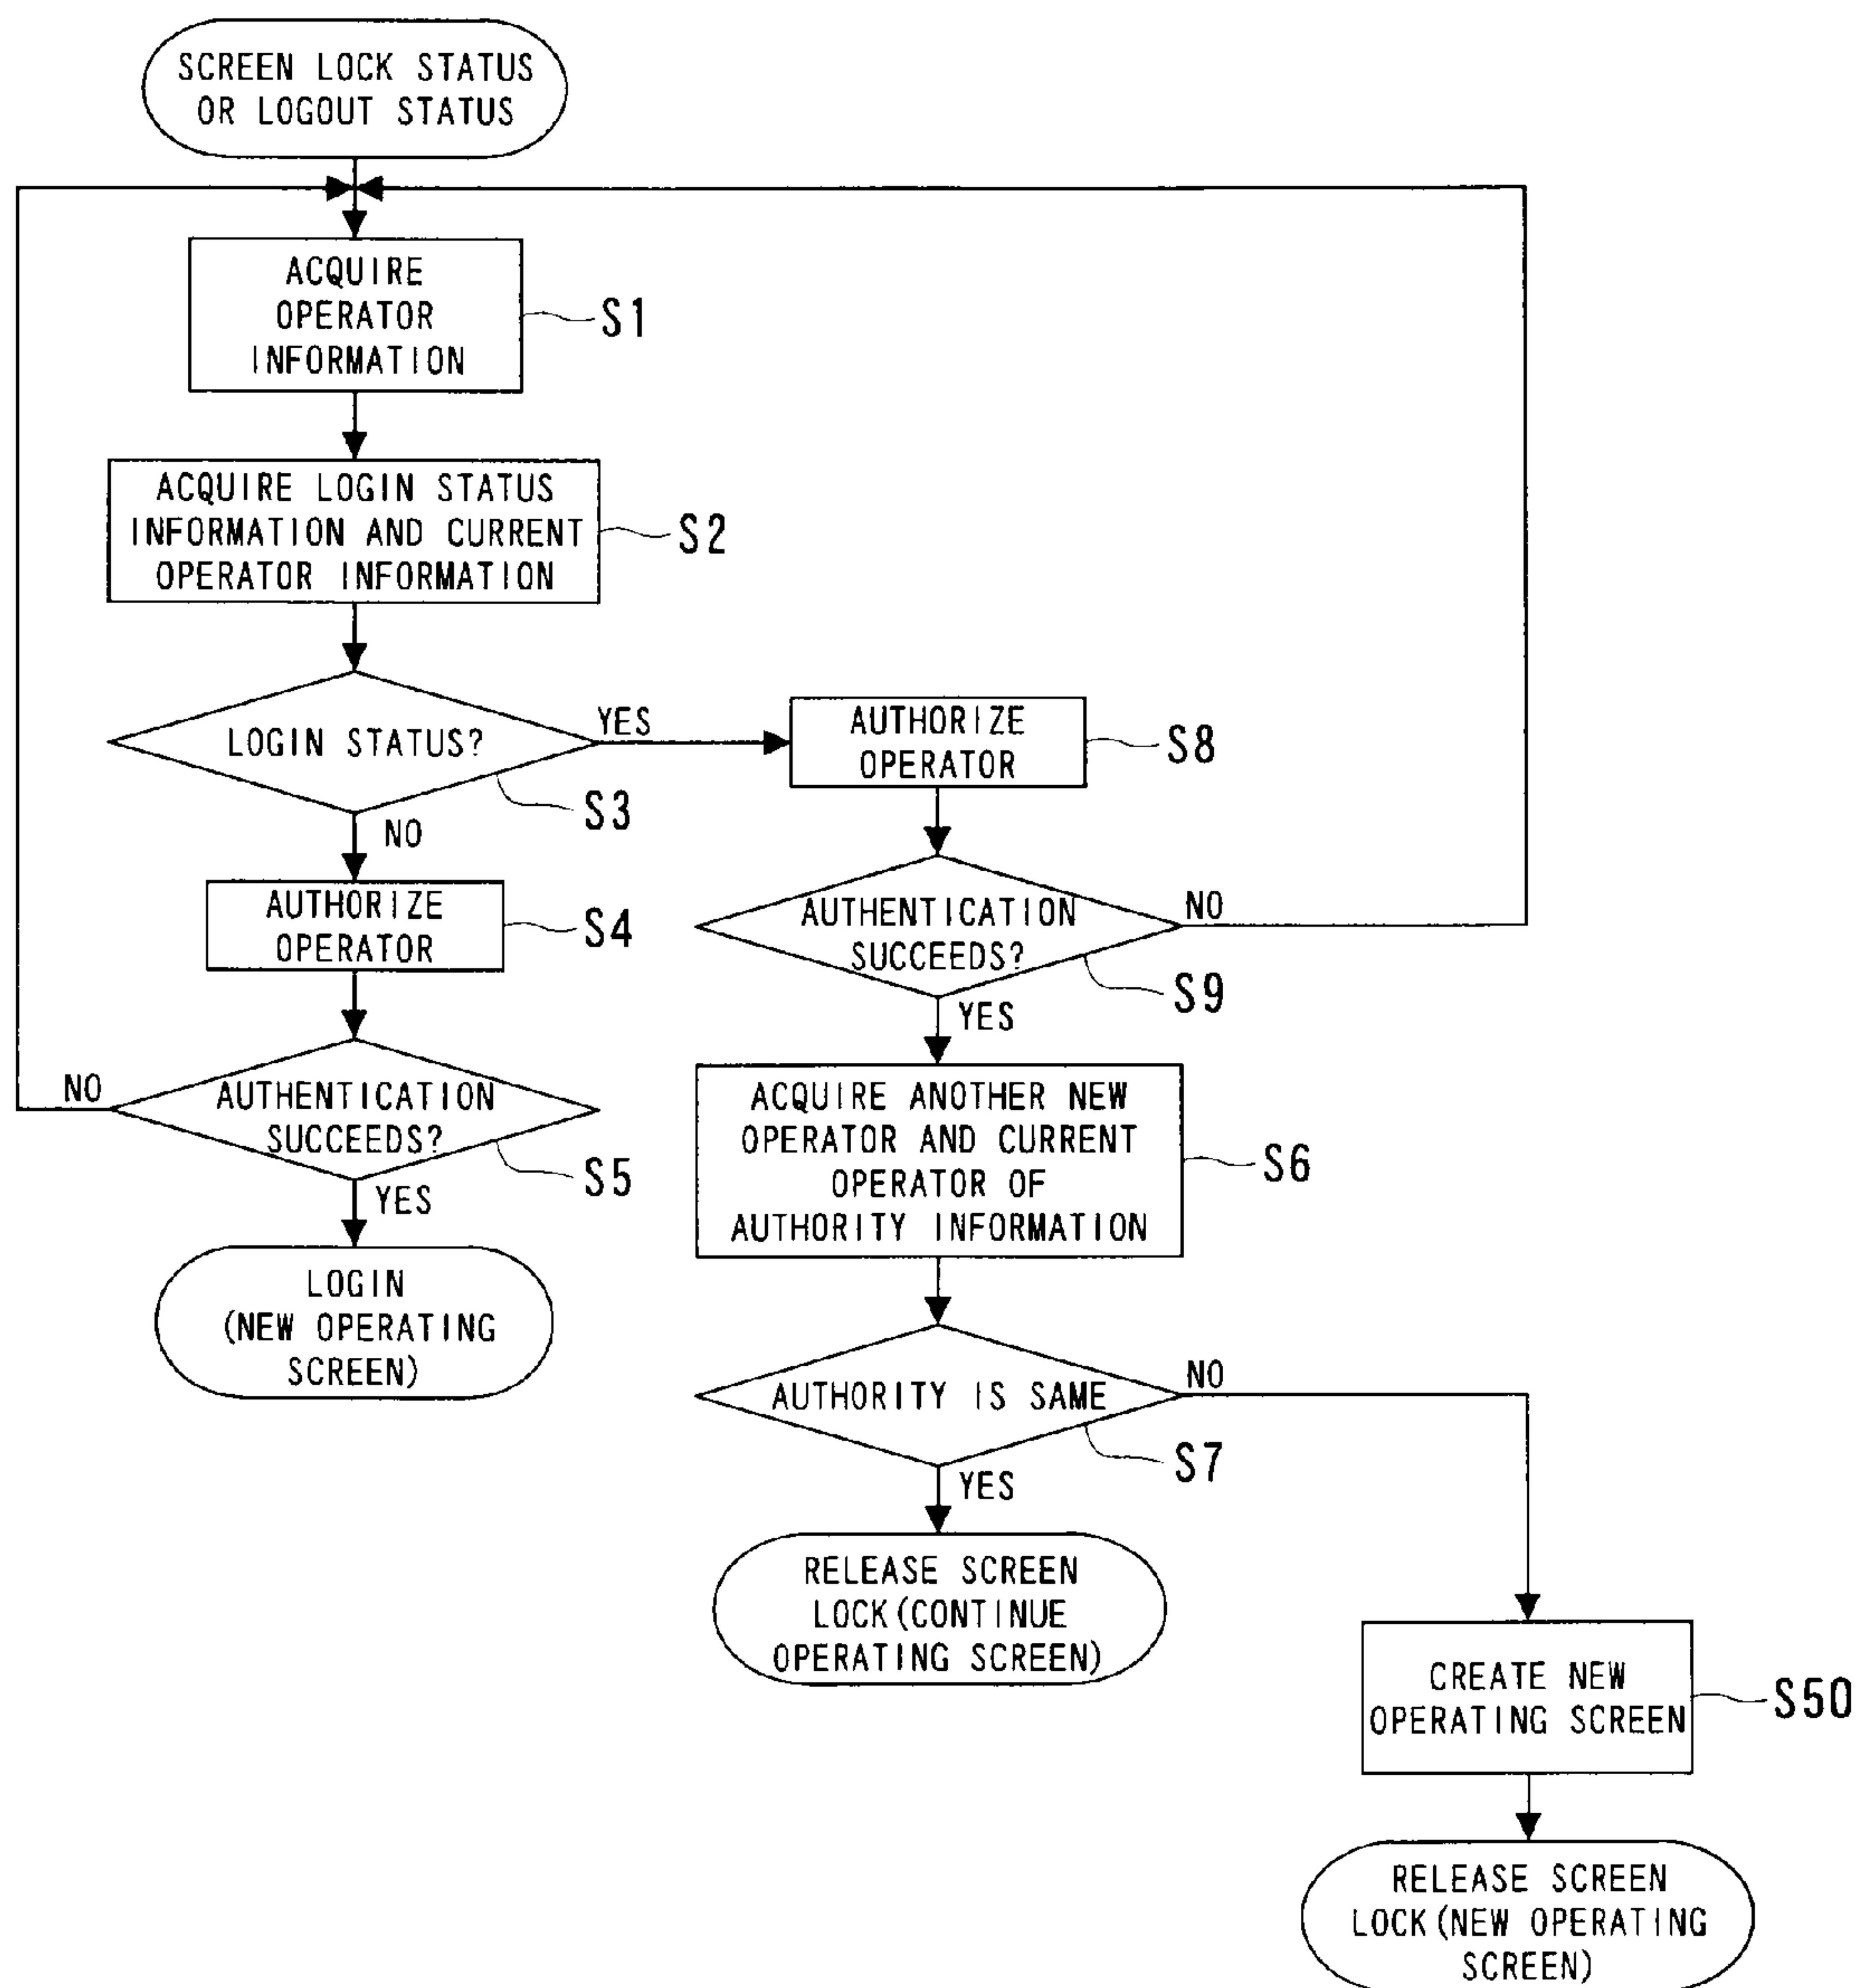 SCREEN LOCK STATUS
OR LOGOUT STATUS
ACQUIRE
OPERATOR
INFORMATION
S1
ACQUIRE LOGIN STATUS
INFORMATION AND CURRENT
OPERATOR INFORMATION
S2
LOGIN STATUS?
YES
S3
NO
AUTHORIZE
OPERATOR
S8
AUTHORIZE
OPERATOR
S4
AUTHENTICATION
SUCCEEDS?
NO
S9
YES
NO
AUTHENTICATION
SUCCEEDS?
S5
YES
ACQUIRE ANOTHER NEW
OPERATOR AND CURRENT
OPERATOR OF
AUTHORITY INFORMATION
S6
LOGIN
(NEW OPERATING
SCREEN)
AUTHORITY IS SAME
NO
S7
YES
RELEASE SCREEN
LOCK(CONTINUE
OPERATING SCREEN)
CREATE NEW
OPERATING SCREEN
S50
RELEASE SCREEN
LOCK(NEW OPERATING
SCREEN)